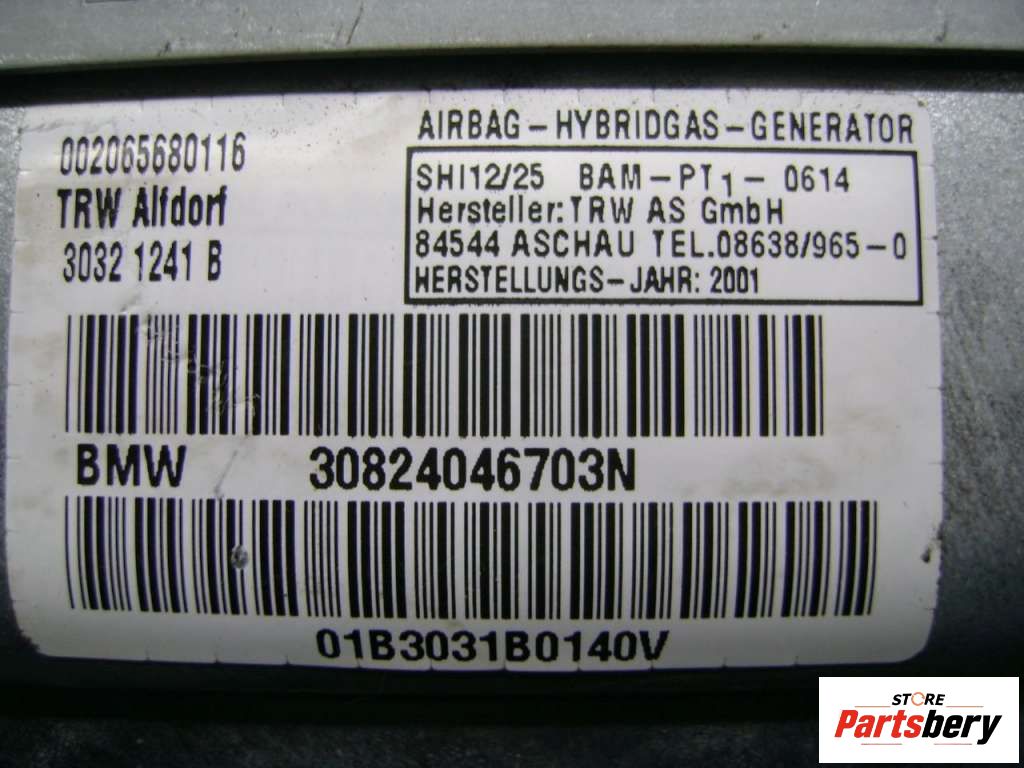 002065680116
TRW Alfdorf
3032 1241 B
AIRBAG-HYBRIDGAS-GENERATOR
SHI12/25 BAM-PT1-0614
Hersteller: TRW AS GmbH
84544 ASCHAU TEL.08638/965-0
HERSTELLUNGS-JAHR: 2001
BMW 30824046703N
01B3031B0140V
STORE
Partsbery